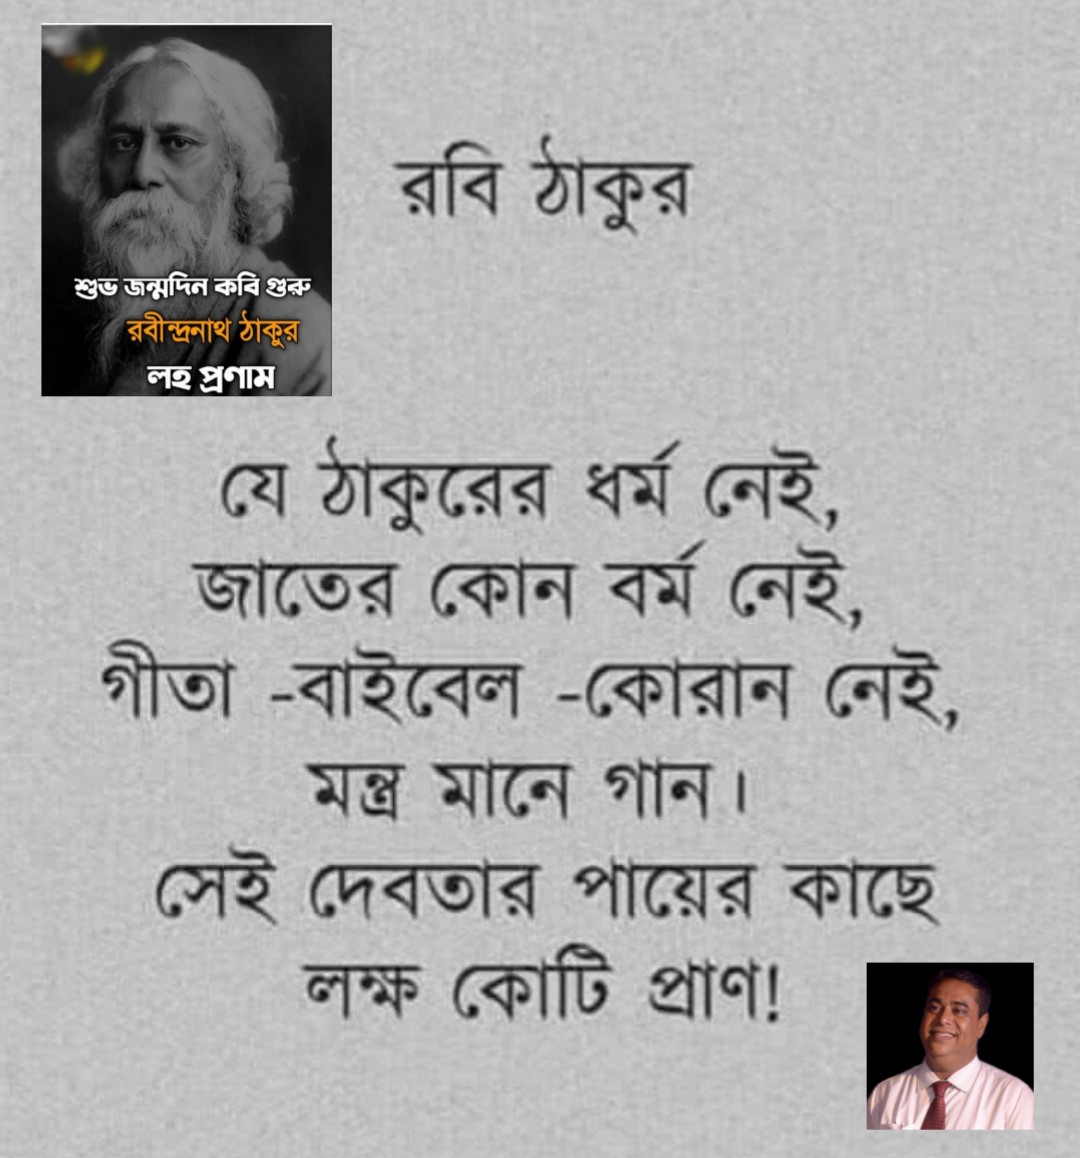 রবি ঠাকুর
শুভ জন্মদিন কবি গুরু
রবীন্দ্রনাথ ঠাকুর
লহ প্রণাম
যে ঠাকুরের ধর্ম নেই,
জাতের কোন বর্ম নেই,
গীতা -বাইবেল -কোরান নেই,
মন্ত্র মানে গান।
সেই দেবতার পায়ের কাছে
লক্ষ কোটি প্রাণ!